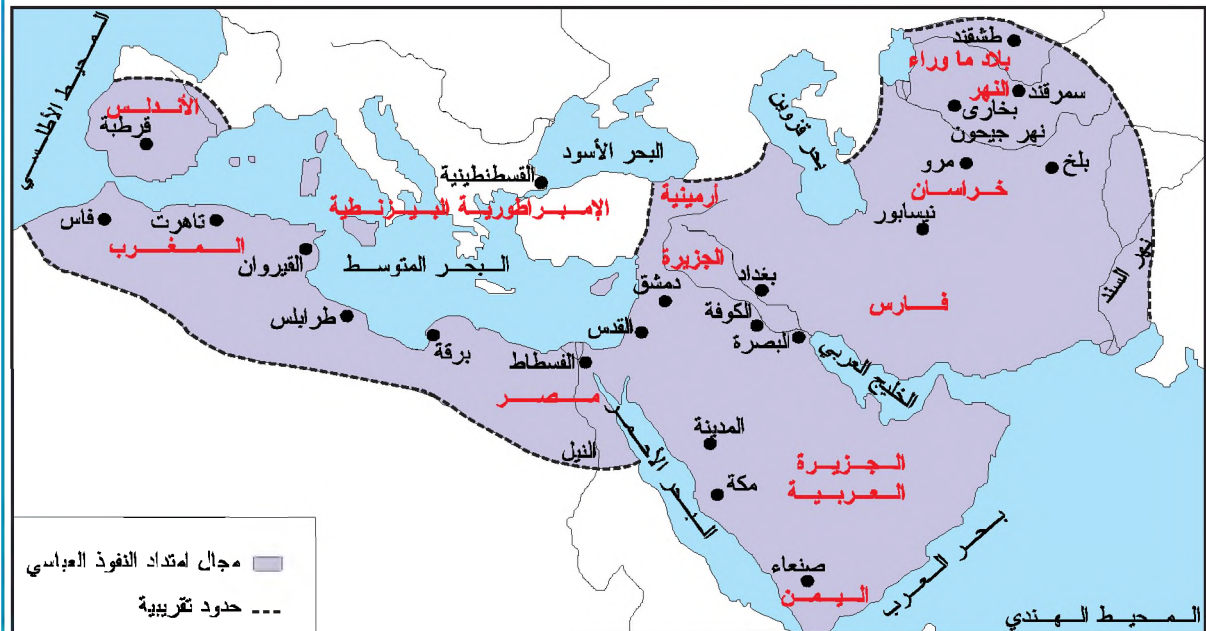 المحيط الأطلسي
الأندلس
قرطبة
فاس
تاهرت
المغرب
القيروان
طرابلس
برقة
البحر المتوسط
القسطنطينية
الإمبراطورية البيزنطية
البحر الأسود
بحر قزوين
طشقند
بلاد ما وراء
النهر
سمرقند
بخارى
نهر جيحون
مرو
بلخ
خراسان
نيسابور
نهر السند
فارس
أرمينية
الجزيرة
دمشق
بغداد
الكوفة
البصرة
القدس
الفسطاط
مصر
النيل
البحر الأحمر
الخليج العربي
المدينة
مكة
الجزيرة
العربية
صنعاء
اليمن
بحر العرب
المحيط الهندي
مجال امتداد النفوذ العباسي
حدود تقريبية